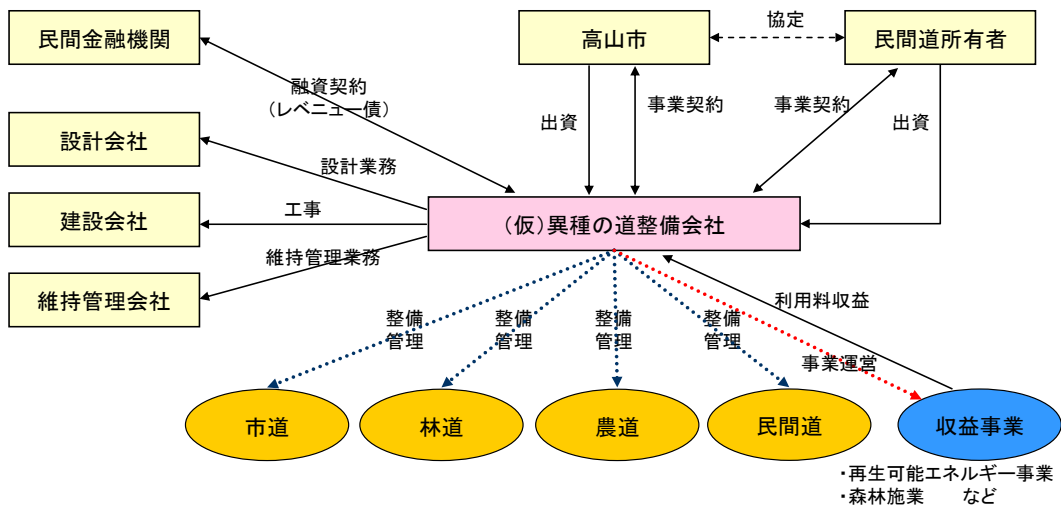 民間金融機関
高山市
協定
民間道所有者
融資契約
（レベニュー債）
出資
事業契約
事業契約
出資
設計会社
設計業務
建設会社
工事
（仮）異種の道整備会社
維持管理業務
維持管理会社
利用料収益
整備
管理
整備
管理
整備
管理
整備
管理
事業運営
市道
林道
農道
民間道
収益事業
・再生可能エネルギー事業
・森林施業　　など